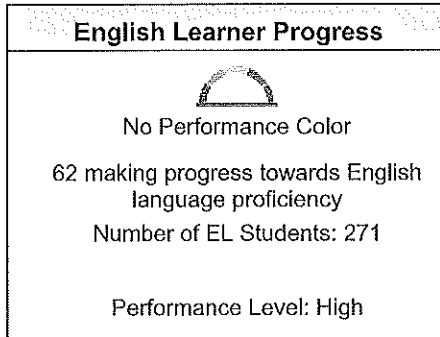 English Learner Progress
No Performance Color
62 making progress towards English
language proficiency
Number of EL Students: 271
Performance Level: High